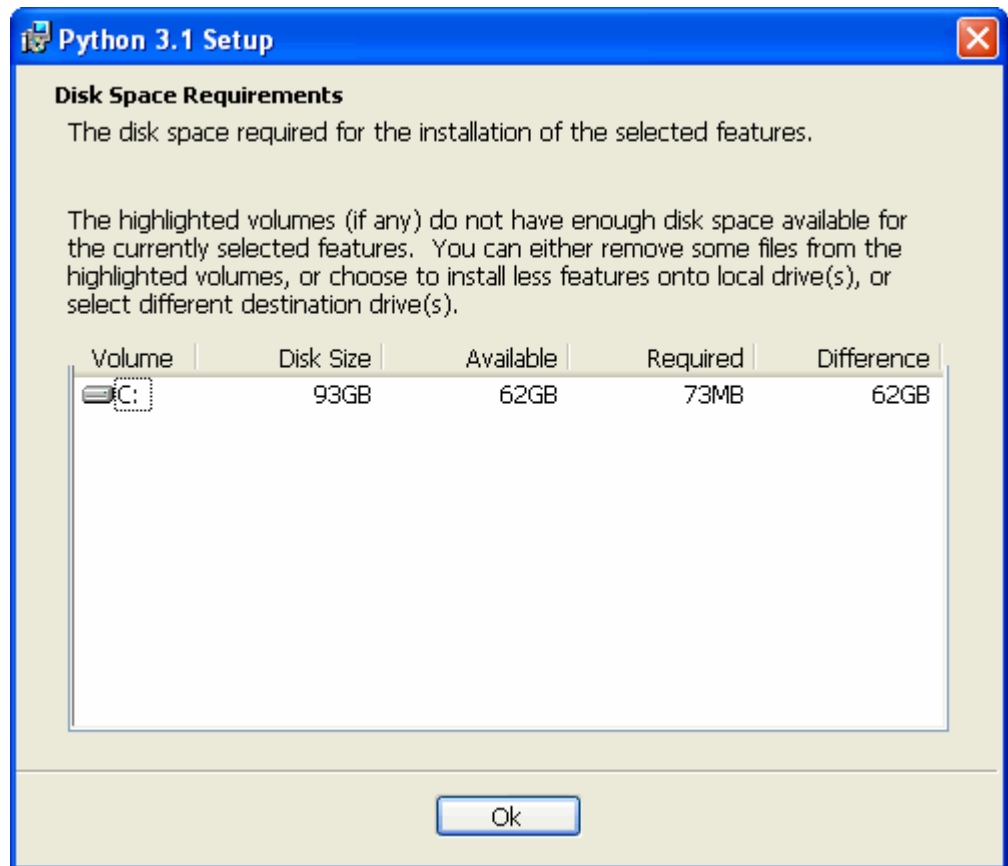 Python 3.1 Setup
Disk Space Requirements
The disk space required for the installation of the selected features.
The highlighted volumes (if any) do not have enough disk space available for
the currently selected features.  You can either remove some files from the
highlighted volumes, or choose to install less features onto local drive(s), or
select different destination drive(s).
Volume Disk Size Available Required Difference
C: 93GB 62GB 73MB 62GB
Ok